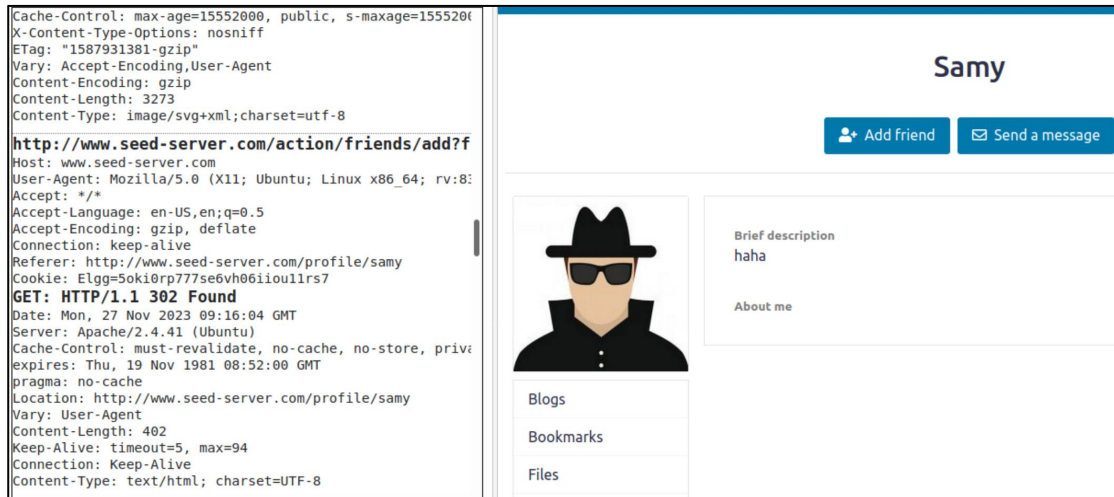 Cache-Control: max-age=15552000, public, s-maxage=1555200
X-Content-Type-Options: nosniff
ETag: "1587931381-gzip"
Vary: Accept-Encoding,User-Agent
Content-Encoding: gzip
Content-Length: 3273
Content-Type: image/svg+xml;charset=utf-8
http://www.seed-server.com/action/friends/add?f
Host: www.seed-server.com
User-Agent: Mozilla/5.0 (X11; Ubuntu; Linux x86_64; rv:83
Accept: */*
Accept-Language: en-US,en;q=0.5
Accept-Encoding: gzip, deflate
Connection: keep-alive
Referer: http://www.seed-server.com/profile/samy
Cookie: Elgg=5oki0rp777se6vh06iiou11rs7
GET: HTTP/1.1 302 Found
Date: Mon, 27 Nov 2023 09:16:04 GMT
Server: Apache/2.4.41 (Ubuntu)
Cache-Control: must-revalidate, no-cache, no-store, priva
expires: Thu, 19 Nov 1981 08:52:00 GMT
pragma: no-cache
Location: http://www.seed-server.com/profile/samy
Vary: User-Agent
Content-Length: 402
Keep-Alive: timeout=5, max=94
Connection: Keep-Alive
Content-Type: text/html; charset=UTF-8
Samy
Add friend
Send a message
Brief description
haha
About me
Blogs
Bookmarks
Files